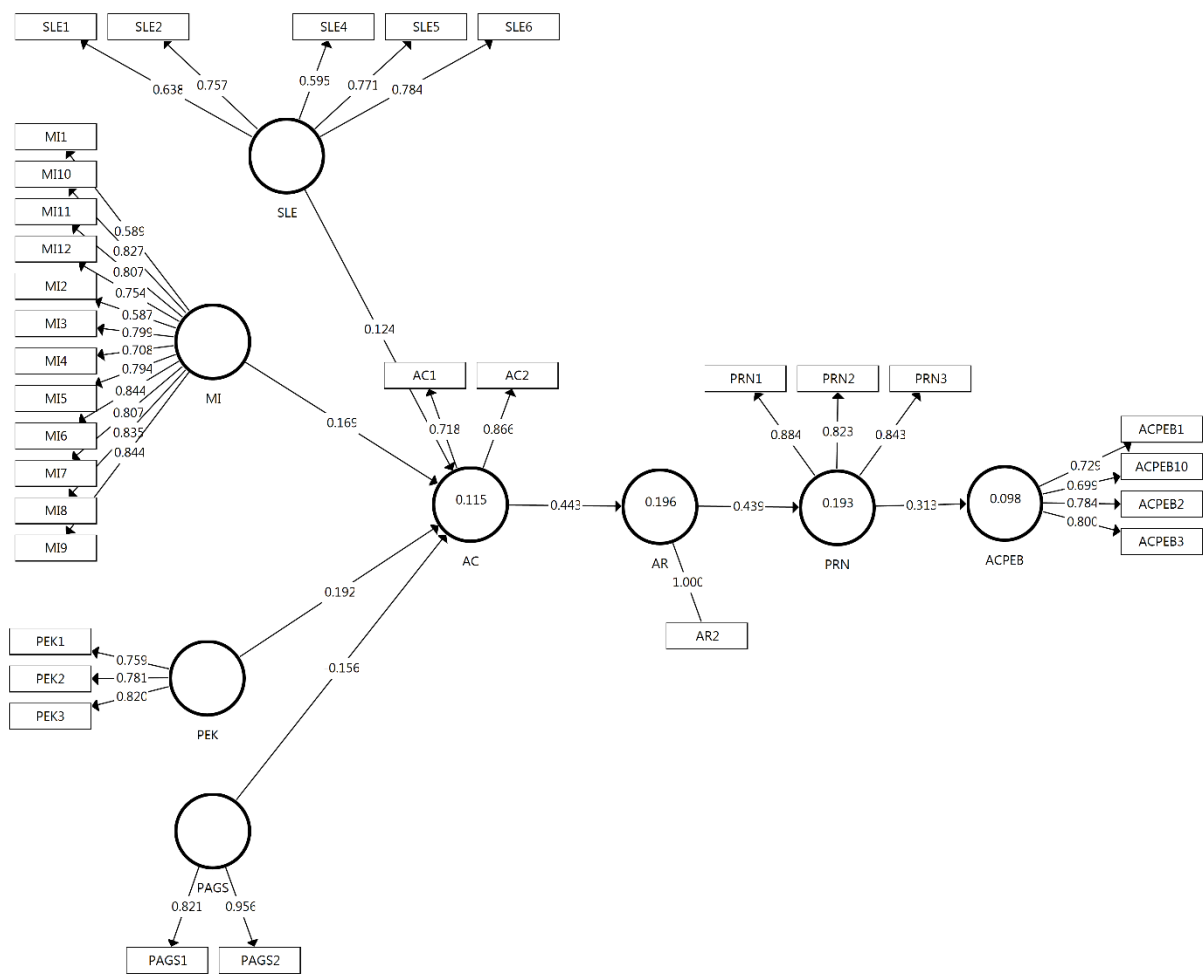 SLE1 SLE2 SLE4 SLE5 SLE6
0.638 0.757 0.595 0.771 0.784
SLE
MI1
MI10
MI11
MI12
MI2
MI3
MI4
MI5
MI6
MI7
MI8
MI9
0.589
0.827
0.807
0.754
0.587
0.799
0.708
0.794
0.844
0.807
0.835
0.844
MI
0.124
0.169
AC1 AC2
0.718 0.866
0.115
AC
0.443
0.196
AR
1.000
AR2
0.439
PRN1 PRN2 PRN3
0.884 0.823 0.843
0.193
PRN
0.313
0.098
ACPEB
0.729
0.699
0.784
0.800
ACPEB1
ACPEB10
ACPEB2
ACPEB3
0.192
PEK1
PEK2
PEK3
0.759
0.781
0.820
PEK
0.156
PAGS
0.821 0.956
PAGS1 PAGS2